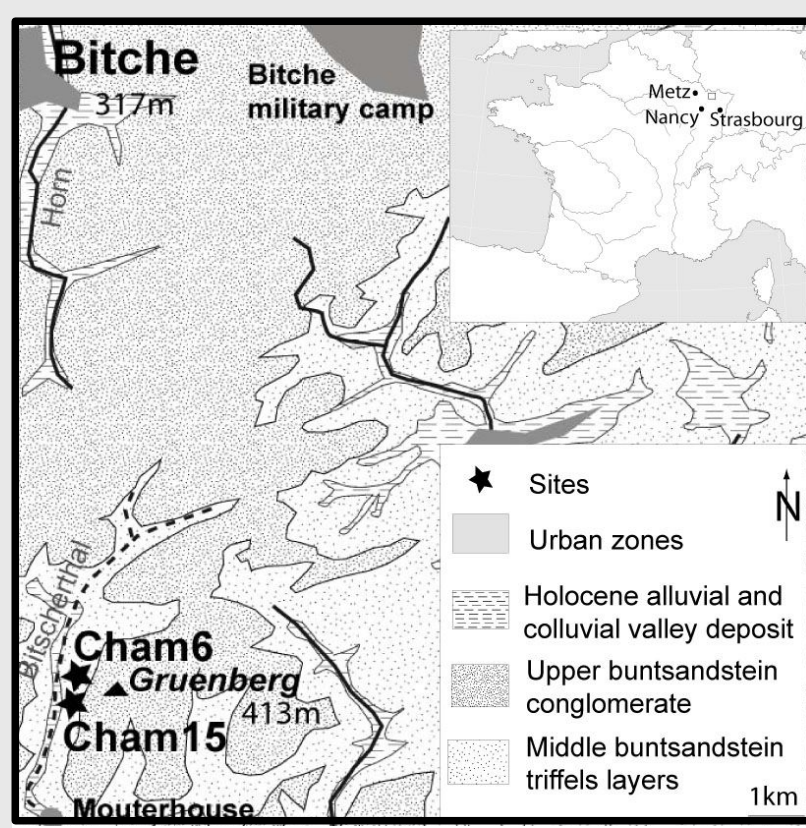 Bitche
317m
Bitche
military camp
Metz
Nancy
Strasbourg
Horn
Bitscherthal
Cham6
Gruenberg
413m
Cham15
Mouterhouse
Sites
N
Urban zones
Holocene alluvial and
colluvial valley deposit
Upper buntsandstein
conglomerate
Middle buntsandstein
triffels layers
1km